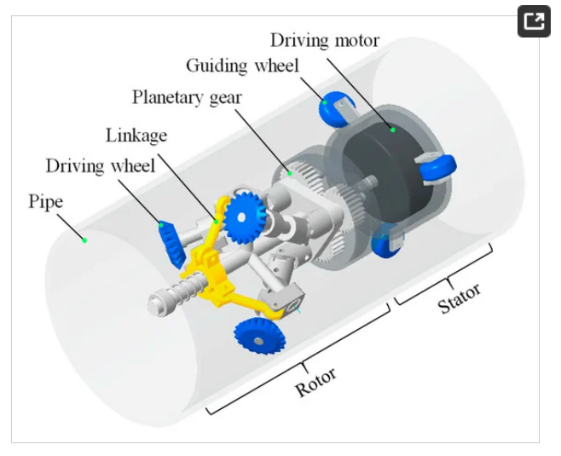 Driving motor
Guiding wheel
Planetary gear
Linkage
Driving wheel
Pipe
Stator
Rotor